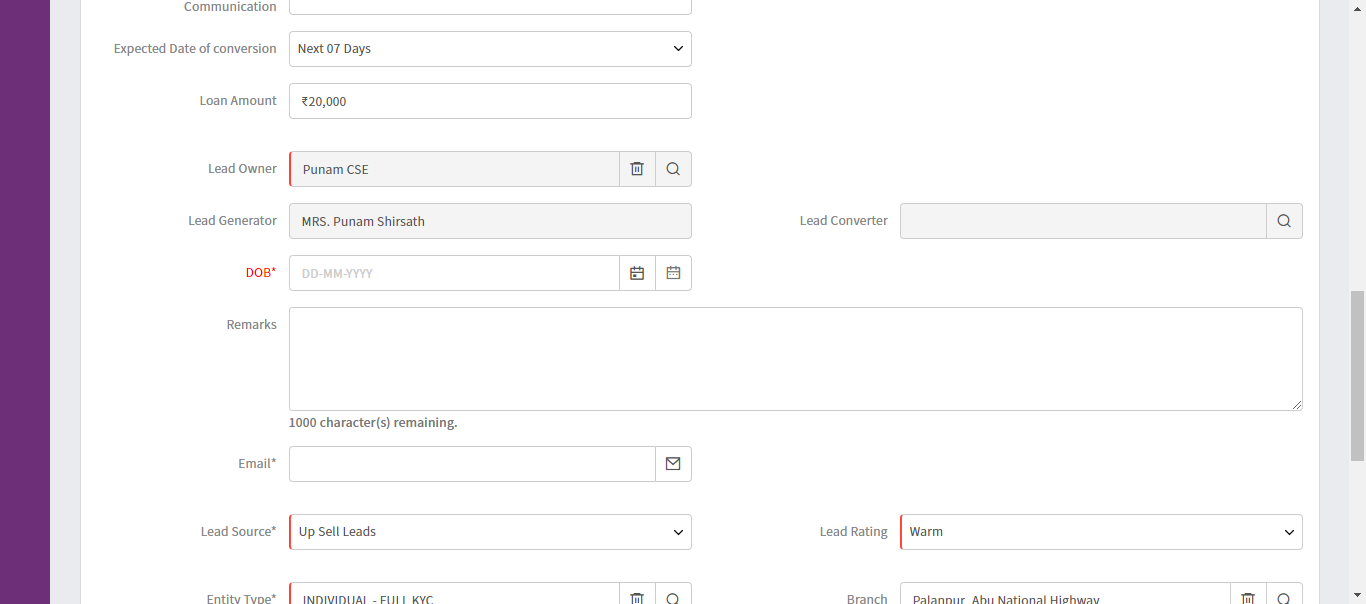 Communication
Expected Date of conversion Next 07 Days
Loan Amount ₹20,000
Lead Owner Punam CSE
Lead Generator MRS. Punam Shirsath Lead Converter
DOB* DD-MM-YYYY
Remarks
1000 character(s) remaining.
Email*
Lead Source* Up Sell Leads Lead Rating Warm
Entity Type* INDIVIDUAL - FULL KYC Branch Palanpur Abu National Highway